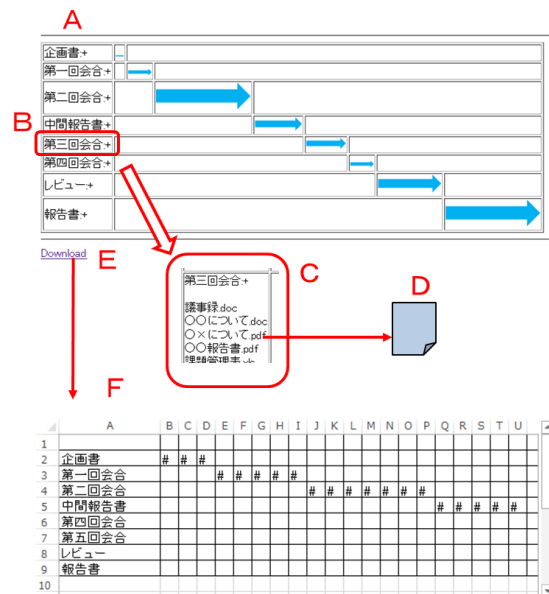 A
企画書:+
第一回会合:+
第二回会合:+
B
中間報告書:+
第三回会合:+
第四回会合:+
レビュー:+
報告書:+
Download
E
C
D
第三回会合:+
議事録.doc
〇〇について.doc
〇×について.pdf
〇〇報告書.pdf
F
A B C D E F G H I J K L M N O P Q R S T U
1
2 企画書 # # #
3 第一回会合 # # # # #
4 第二回会合 # # # # # # #
5 中間報告書 # # # # #
6 第四回会合
7 第五回会合
8 レビュー
9 報告書
10